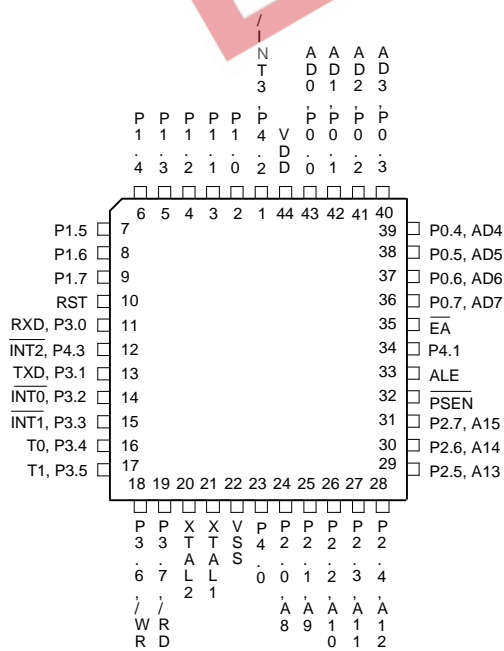 /INT3, P4.2
AD0, P0.0
AD1, P0.1
AD2, P0.2
AD3, P0.3
P1.4
P1.3
P1.2
P1.1
P1.0
VDD
6 5 4 3 2 1 44 43 42 41 40
P1.5 7
P1.6 8
P1.7 9
RST 10
RXD, P3.0 11
INT2, P4.3 12
TXD, P3.1 13
INT0, P3.2 14
INT1, P3.3 15
T0, P3.4 16
T1, P3.5 17
39 P0.4, AD4
38 P0.5, AD5
37 P0.6, AD6
36 P0.7, AD7
35 EA
34 P4.1
33 ALE
32 PSEN
31 P2.7, A15
30 P2.6, A14
29 P2.5, A13
18 19 20 21 22 23 24 25 26 27 28
P3.6, /WR
P3.7, /RD
XTAL2
XTAL1
VSS
P4.0
P2.0, A8
P2.1, A9
P2.2, A10
P2.3, A11
P2.4, A12